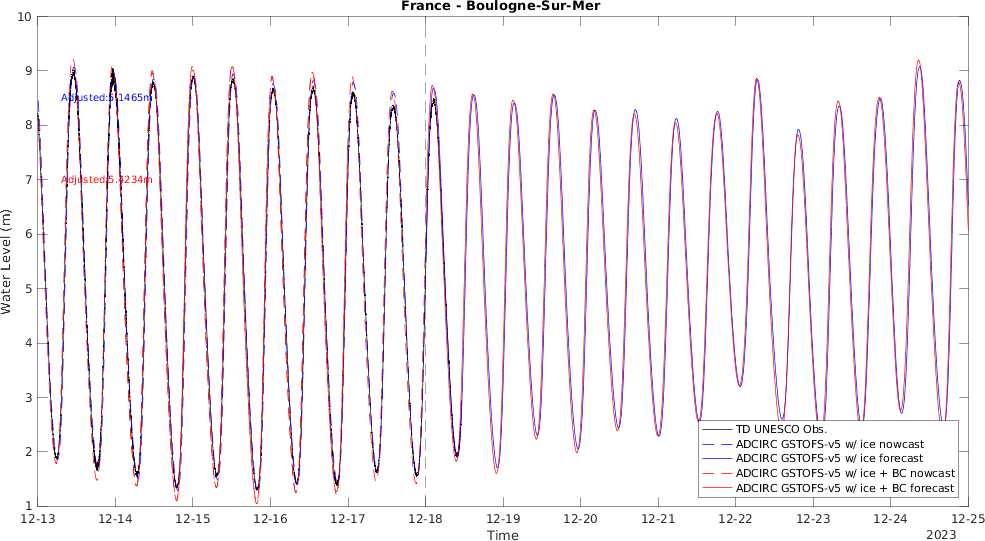 France - Boulogne-Sur-Mer
10
9
8
7
6
5
4
3
2
1
Water Level (m)
Adjusted:5.1465m
Adjusted:5.4234m
TD UNESCO Obs.
ADCIRC GSTOFS-v5 w/ ice nowcast
ADCIRC GSTOFS-v5 w/ ice forecast
ADCIRC GSTOFS-v5 w/ ice + BC nowcast
ADCIRC GSTOFS-v5 w/ ice + BC forecast
12-13 12-14 12-15 12-16 12-17 12-18 12-19 12-20 12-21 12-22 12-23 12-24 12-25
Time
2023